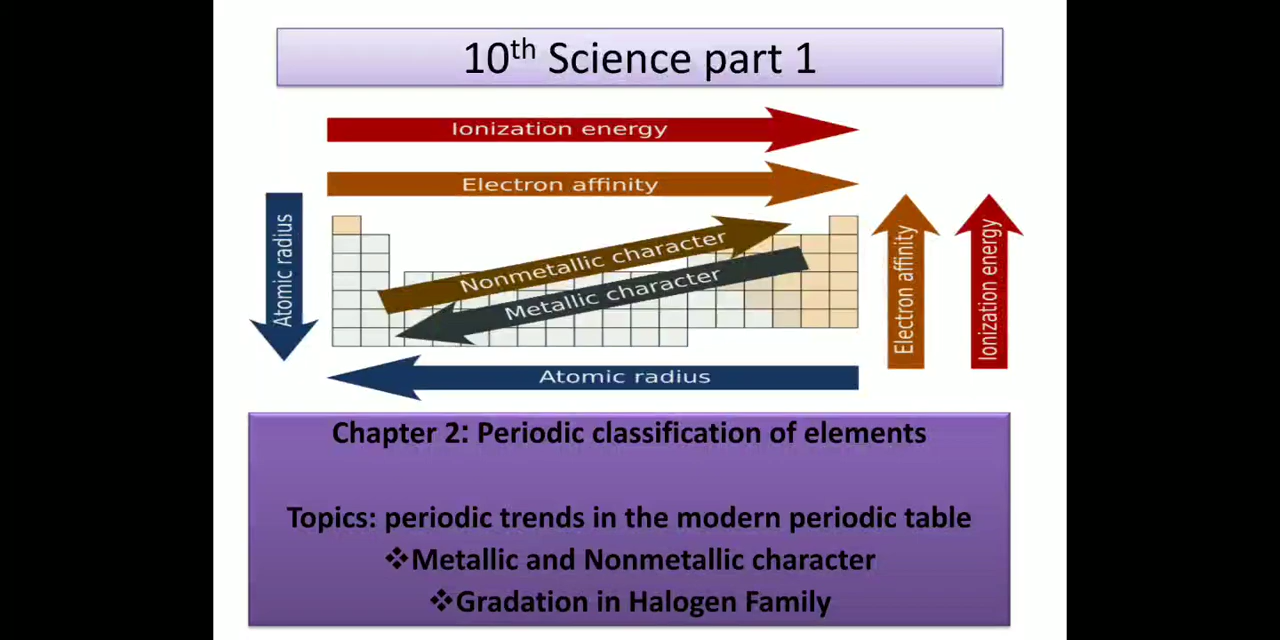 10th Science part 1
Ionization energy
Electron affinity
Atomic radius
Nonmetallic character
Metallic character
Electron affinity
Ionization energy
Atomic radius
Chapter 2: Periodic classification of elements
Topics: periodic trends in the modern periodic table
❖Metallic and Nonmetallic character
❖Gradation in Halogen Family